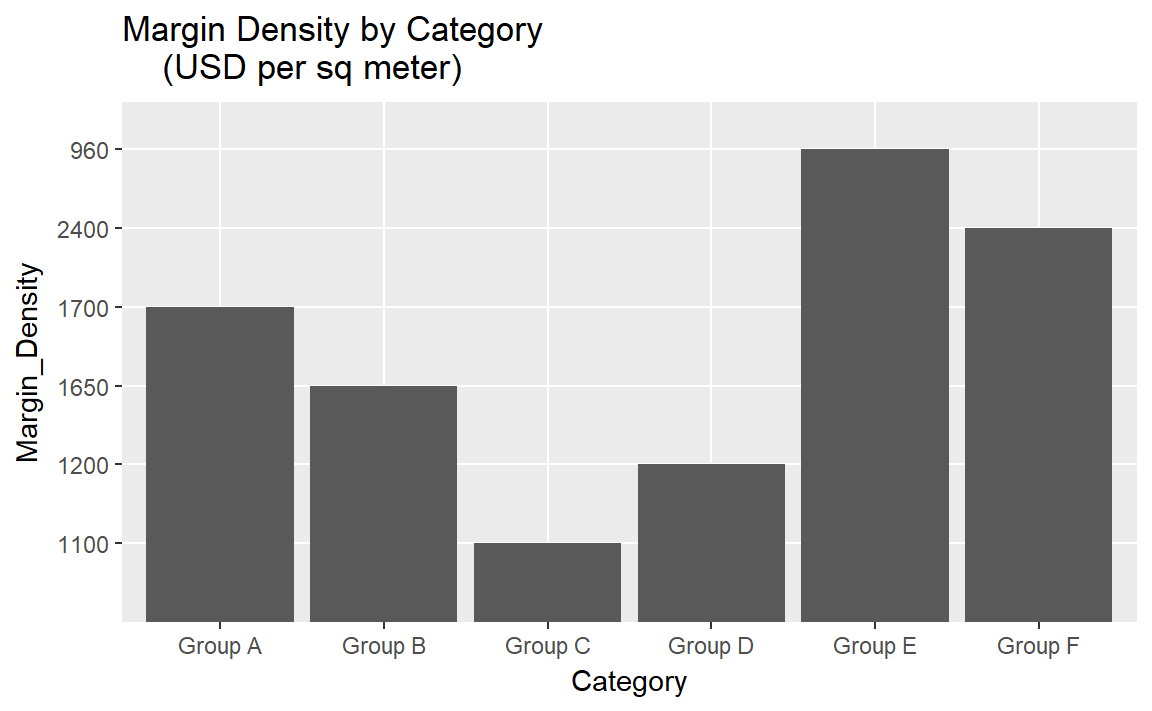 Margin Density by Category
(USD per sq meter)
Margin_Density
960
2400
1700
1650
1200
1100
Group A Group B Group C Group D Group E Group F
Category